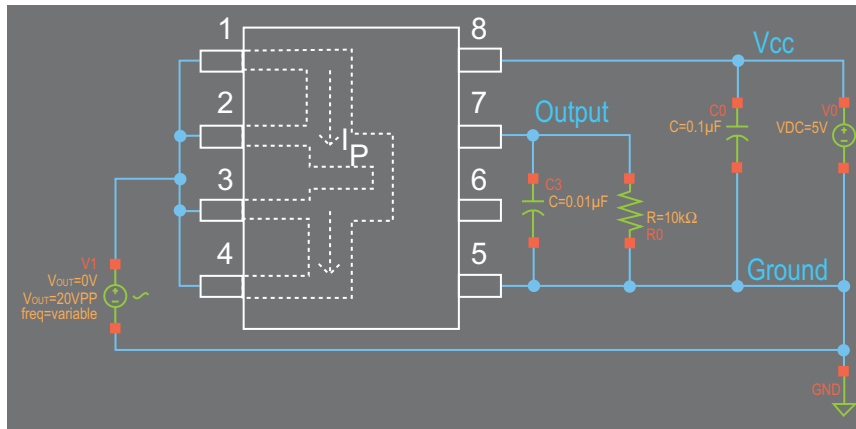 1
2
3
4
I
P
8
7
6
5
Vcc
Output
Ground
C0
C=0.1µF
V0
VDC=5V
C3
C=0.01µF
R=10kΩ
R0
V1
VOUT=0V
VOUT=20VPP
freq=variable
GND